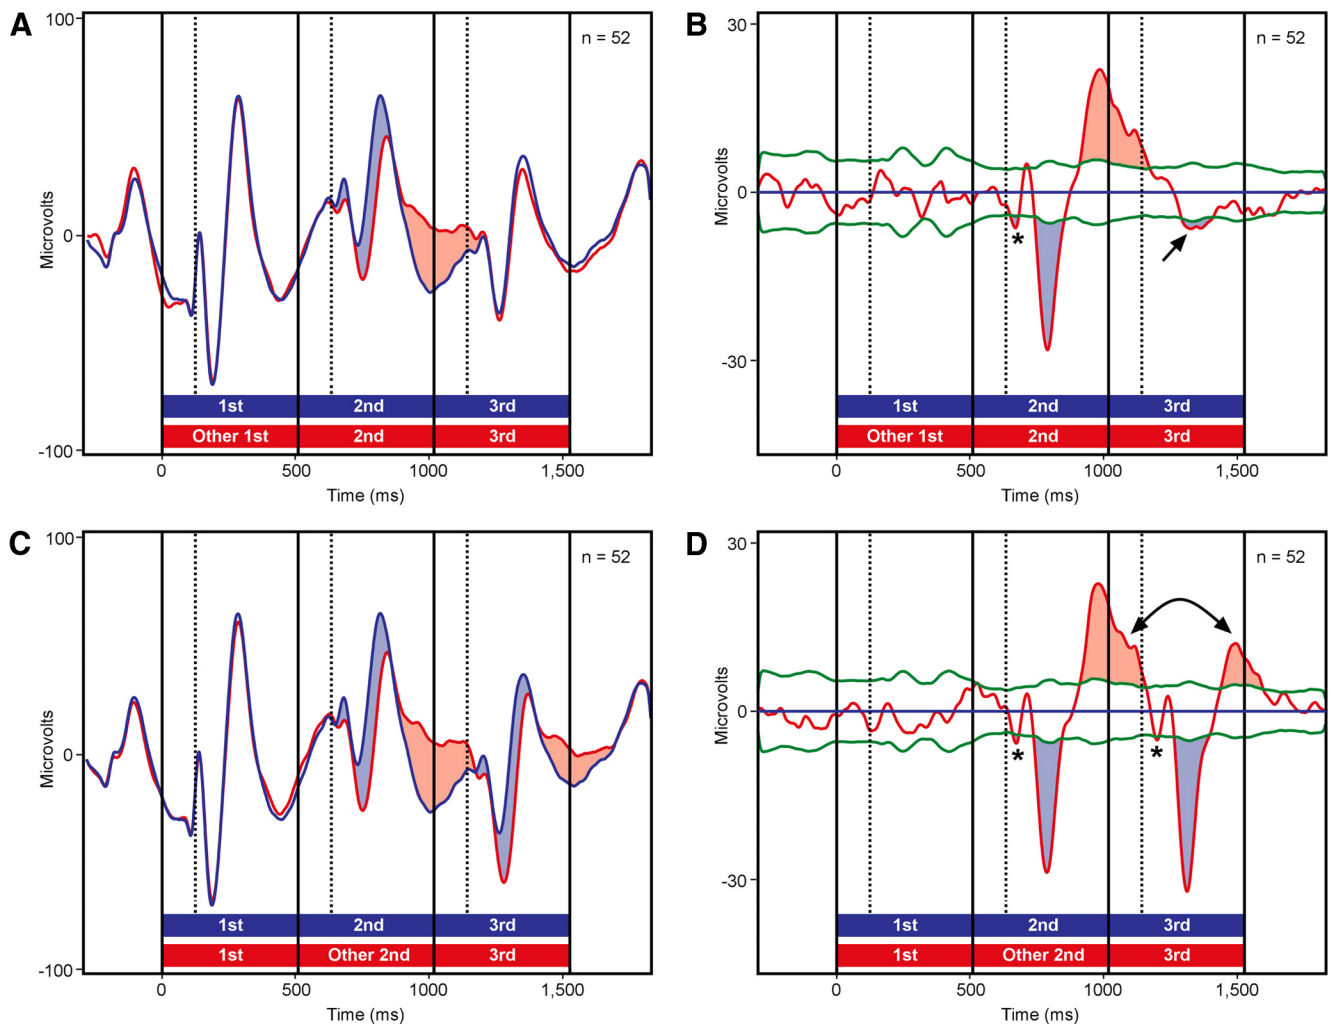 A
100
Microvolts
n = 52
0
1st 2nd 3rd
Other 1st 2nd 3rd
-100
0 500 1000 1,500
Time (ms)
B
30
Microvolts
n = 52
0
*
-30
1st 2nd 3rd
Other 1st 2nd 3rd
0 500 1000 1,500
Time (ms)
C
100
Microvolts
n = 52
0
1st 2nd 3rd
1st Other 2nd 3rd
-100
0 500 1000 1,500
Time (ms)
D
30
Microvolts
n = 52
0
* *
-30
1st 2nd 3rd
1st Other 2nd 3rd
0 500 1000 1,500
Time (ms)